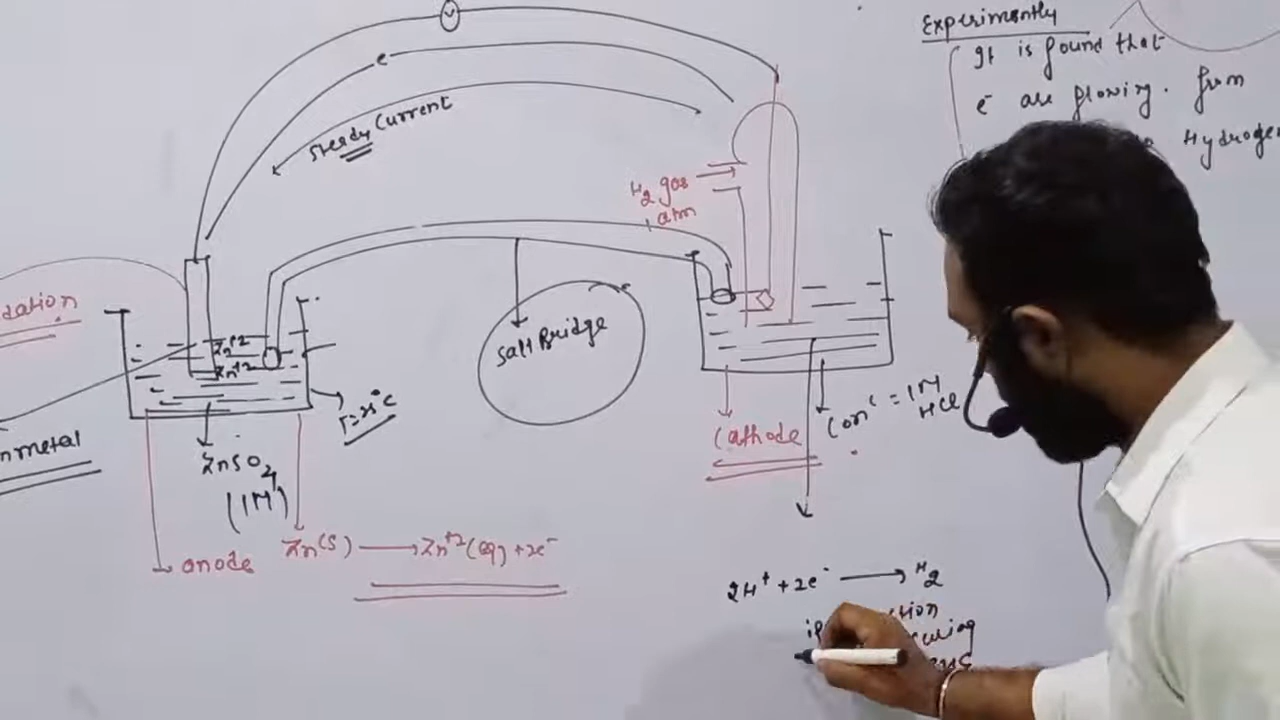 V
Experimently
It is found that
e⁻ are flowing. from
Hydrogen
e
Steady Current
H₂ gas
1 atm
Salt Bridge
dation
Zn⁺²
Zn⁺²
T=25°C
n metal
ZnSO₄
(1M)
Cathode
Conᶜ = 1M
HCl
anode
Zn(s) ⟶ Zn⁺²(aq) + 2e⁻
2H⁺ + 2e⁻ ⟶ H₂